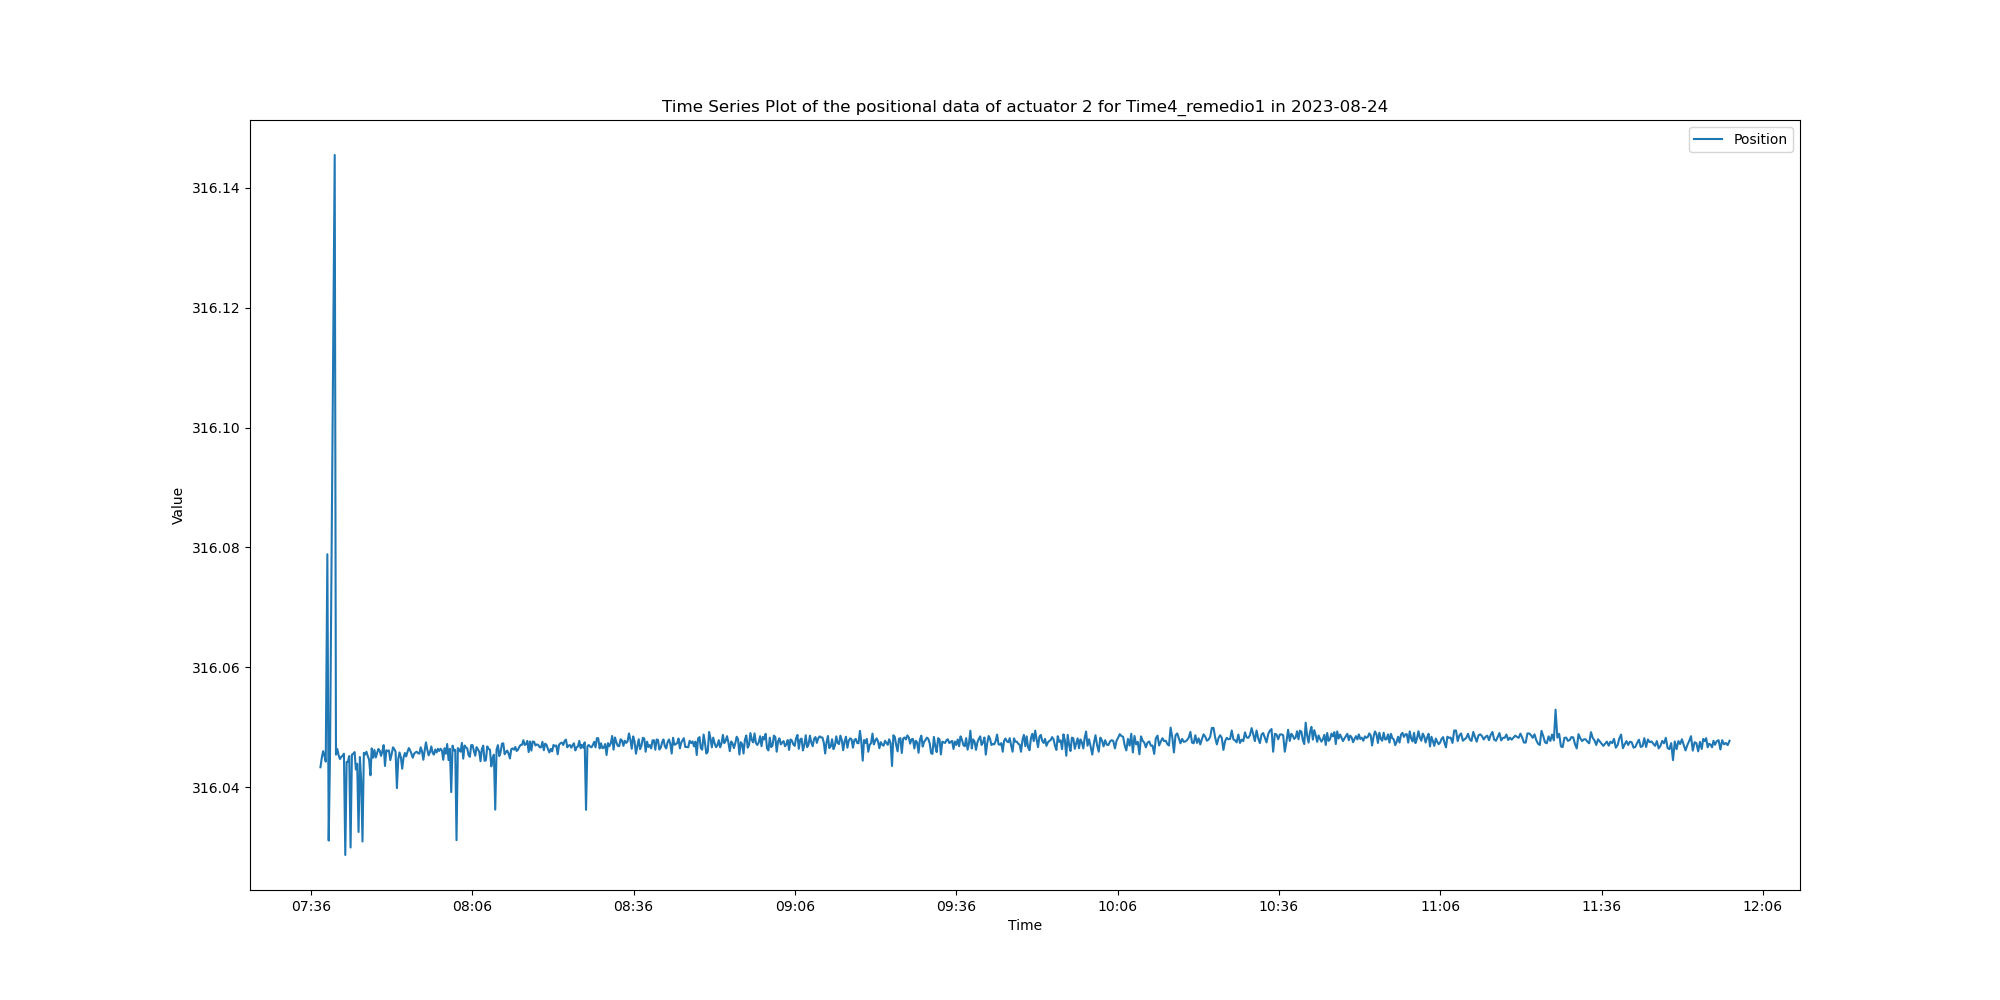 Time Series Plot of the positional data of actuator 2 for Time4_remedio1 in 2023-08-24
Position
316.14
316.12
316.10
316.08
316.06
316.04
Value
07:36 08:06 08:36 09:06 09:36 10:06 10:36 11:06 11:36 12:06
Time